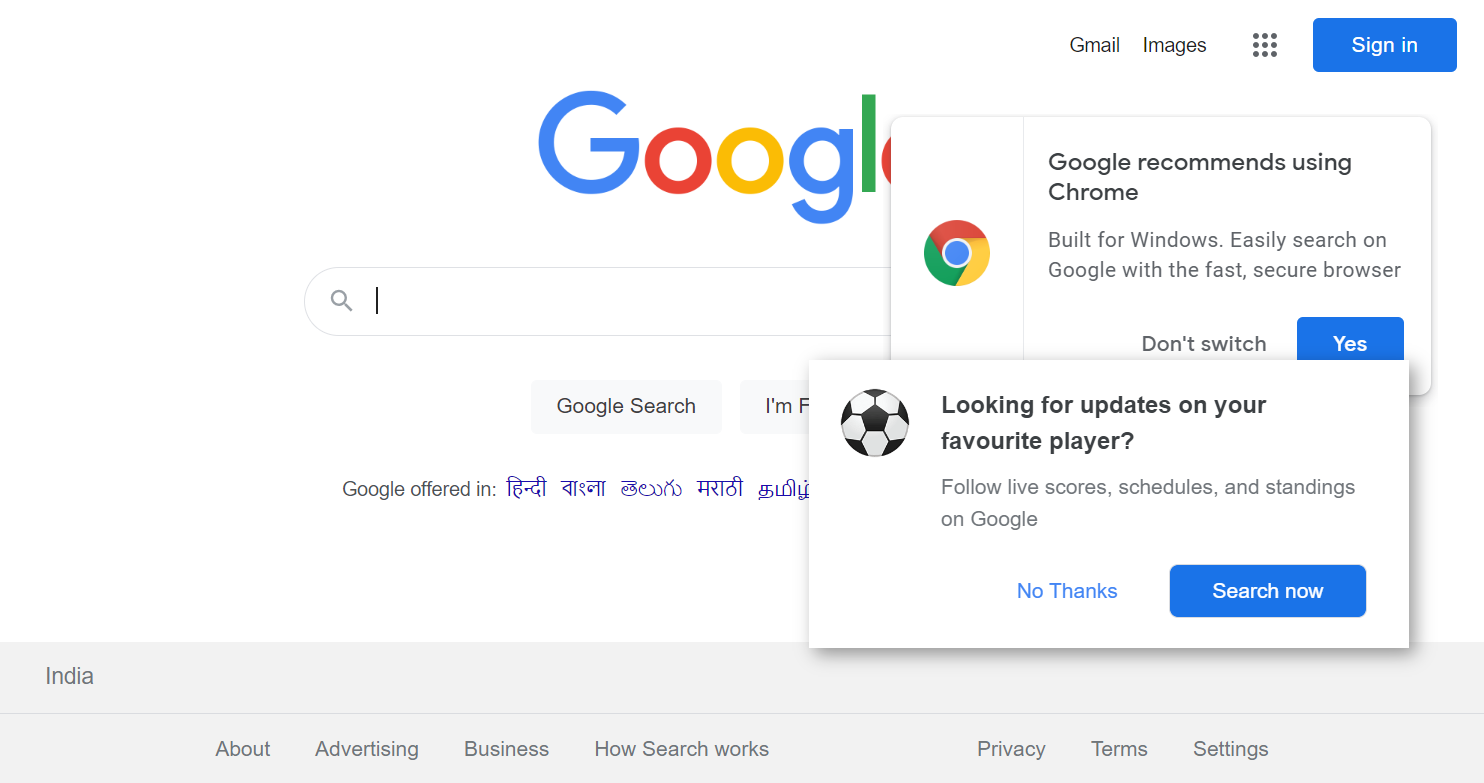 Gmail Images Sign in
Google
Google recommends using
Chrome
Built for Windows. Easily search on
Google with the fast, secure browser
Don't switch Yes
Google Search I'm F
Looking for updates on your
favourite player?
Follow live scores, schedules, and standings
on Google
No Thanks Search now
Google offered in: हिन्दी বাংলা తెలుగు मराठी தமிழ்
India
About Advertising Business How Search works Privacy Terms Settings